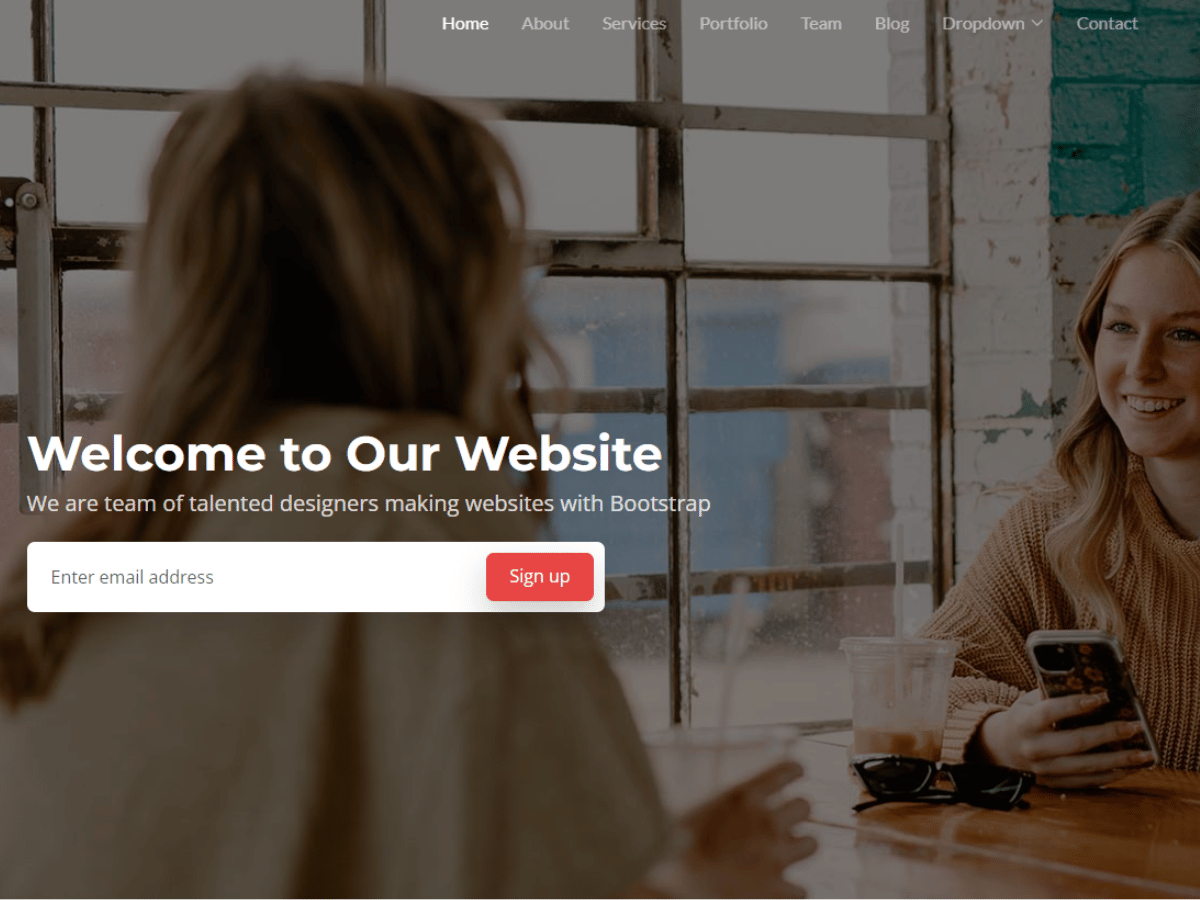 Home About Services Portfolio Team Blog Dropdown Contact
Welcome to Our Website
We are team of talented designers making websites with Bootstrap
Enter email address Sign up